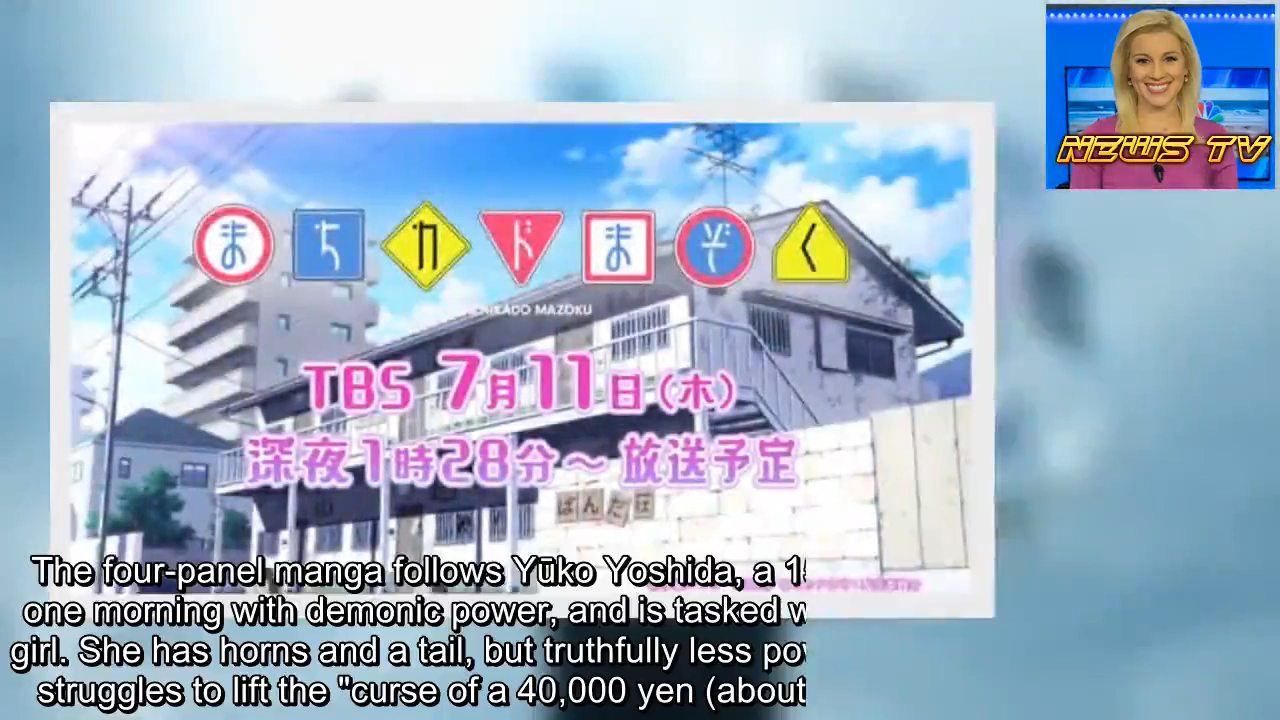 NEWS TV
まちカドまぞく
NIKADO MAZOKU
TBS 7月11日（木）
深夜1時28分～放送予定
ばんだ荘
The four-panel manga follows Yūko Yoshida, a 1
one morning with demonic power, and is tasked w
girl. She has horns and a tail, but truthfully less pow
struggles to lift the "curse of a 40,000 yen (about